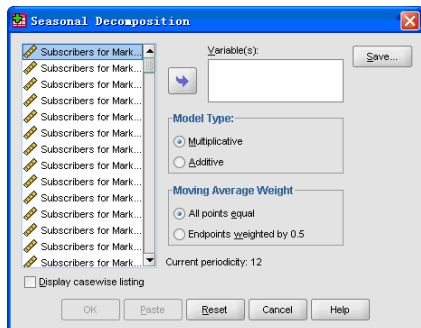 Seasonal Decomposition
Subscribers for Mark...
Subscribers for Mark...
Subscribers for Mark...
Subscribers for Mark...
Subscribers for Mark...
Subscribers for Mark...
Subscribers for Mark...
Subscribers for Mark...
Subscribers for Mark...
Subscribers for Mark...
Subscribers for Mark...
Subscribers for Mark...
Subscribers for Mark...
Variable(s):
Save...
Model Type:
Multiplicative
Additive
Moving Average Weight
All points equal
Endpoints weighted by 0.5
Current periodicity: 12
Display casewise listing
OK
Paste
Reset
Cancel
Help